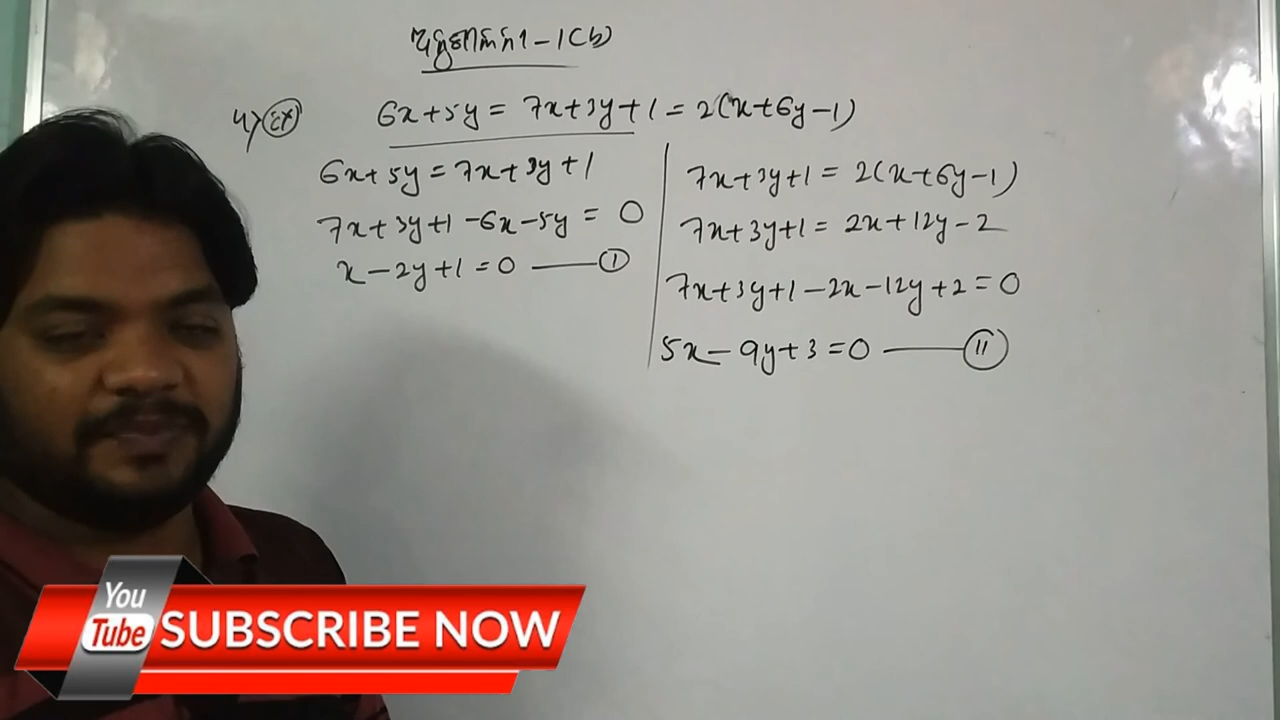 1(b)
4)
6x+5y = 7x+3y+1 = 2(x+6y-1)
6x+5y = 7x+3y+1
7x+3y+1 -6x-5y = 0
x-2y+1 = 0 —— (I)
7x+3y+1 = 2(x+6y-1)
7x+3y+1 = 2x+12y-2
7x+3y+1-2x-12y+2 = 0
5x-9y+3 = 0 —— (II)
You
Tube SUBSCRIBE NOW